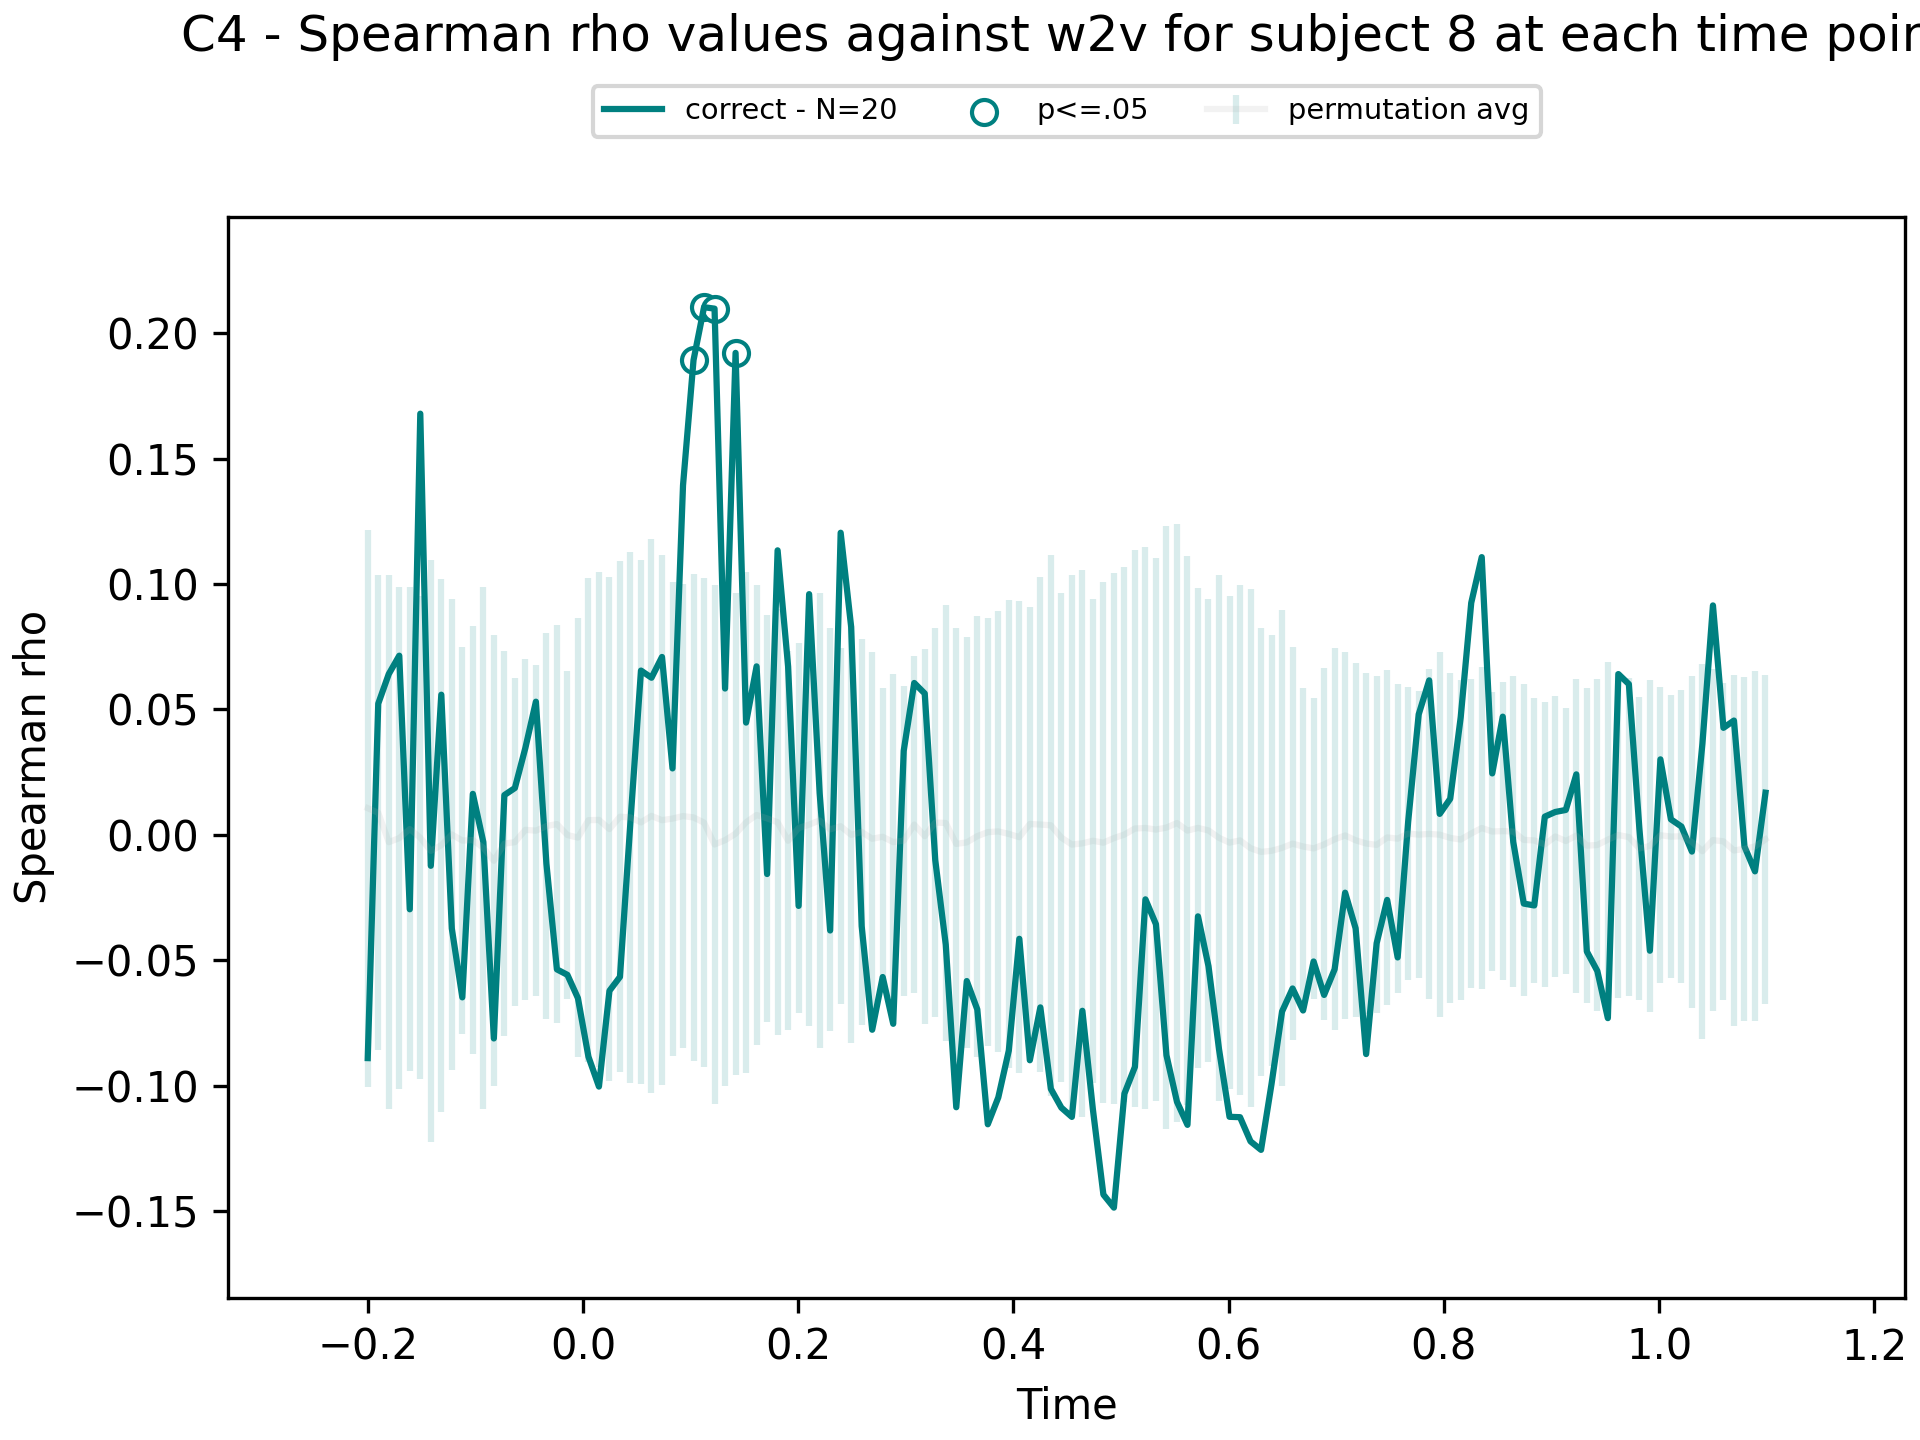 C4 - Spearman rho values against w2v for subject 8 at each time
correct - N=20
p<=.05
permutation avg
Spearman rho
0.20
0.15
0.10
0.05
0.00
−0.05
−0.10
−0.15
−0.2
0.0
0.2
0.4
0.6
0.8
1.0
1.2
Time